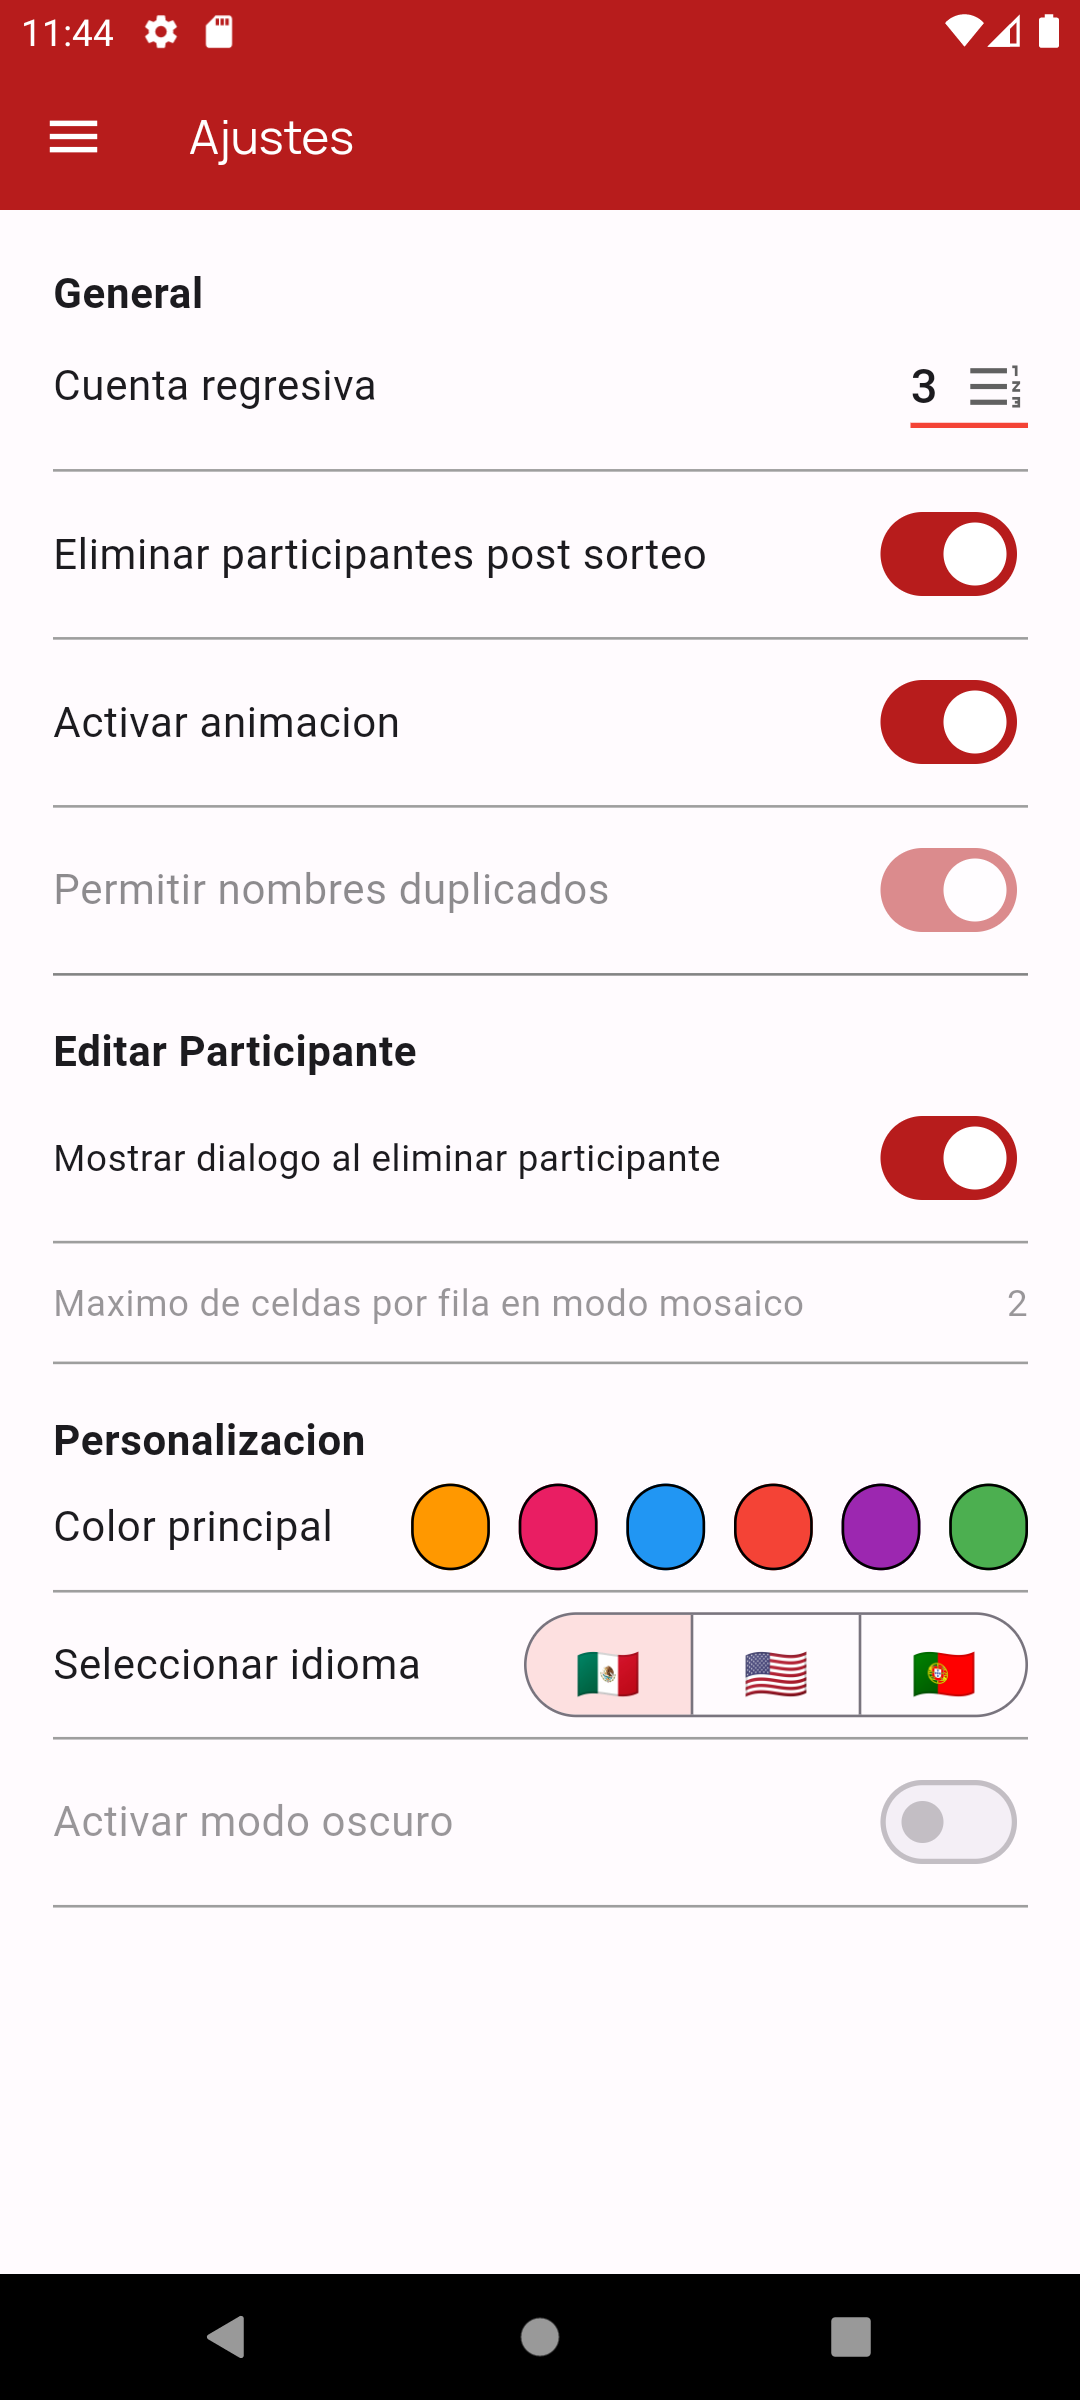 11:44
Ajustes
General
Cuenta regresiva 3
Eliminar participantes post sorteo
Activar animacion
Permitir nombres duplicados
Editar Participante
Mostrar dialogo al eliminar participante
Maximo de celdas por fila en modo mosaico 2
Personalizacion
Color principal
Seleccionar idioma
Activar modo oscuro